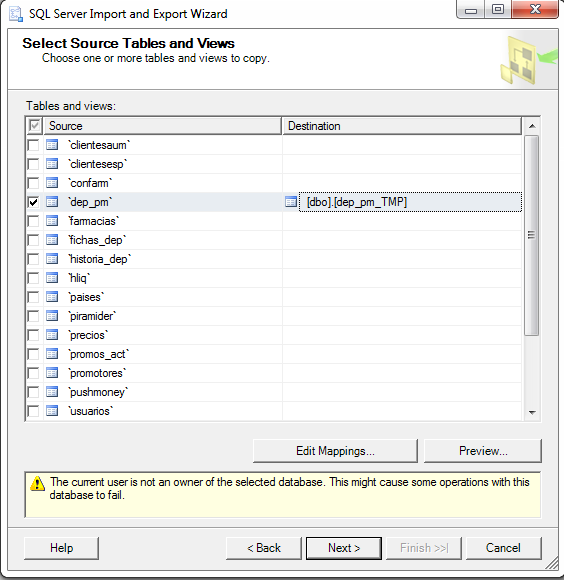 SQL Server Import and Export Wizard
Select Source Tables and Views
Choose one or more tables and views to copy.
Tables and views:
Source Destination
`clientesaum`
`clientesesp`
`confarm`
`dep_pm` [dbo].[dep_pm_TMP]
`farmacias`
`fichas_dep`
`historia_dep`
`hliq`
`paises`
`piramider`
`precios`
`promos_act`
`promotores`
`pushmoney`
`usuarios`
Edit Mappings... Preview...
The current user is not an owner of the selected database. This might cause some operations with this
database to fail.
Help < Back Next > Finish >>| Cancel